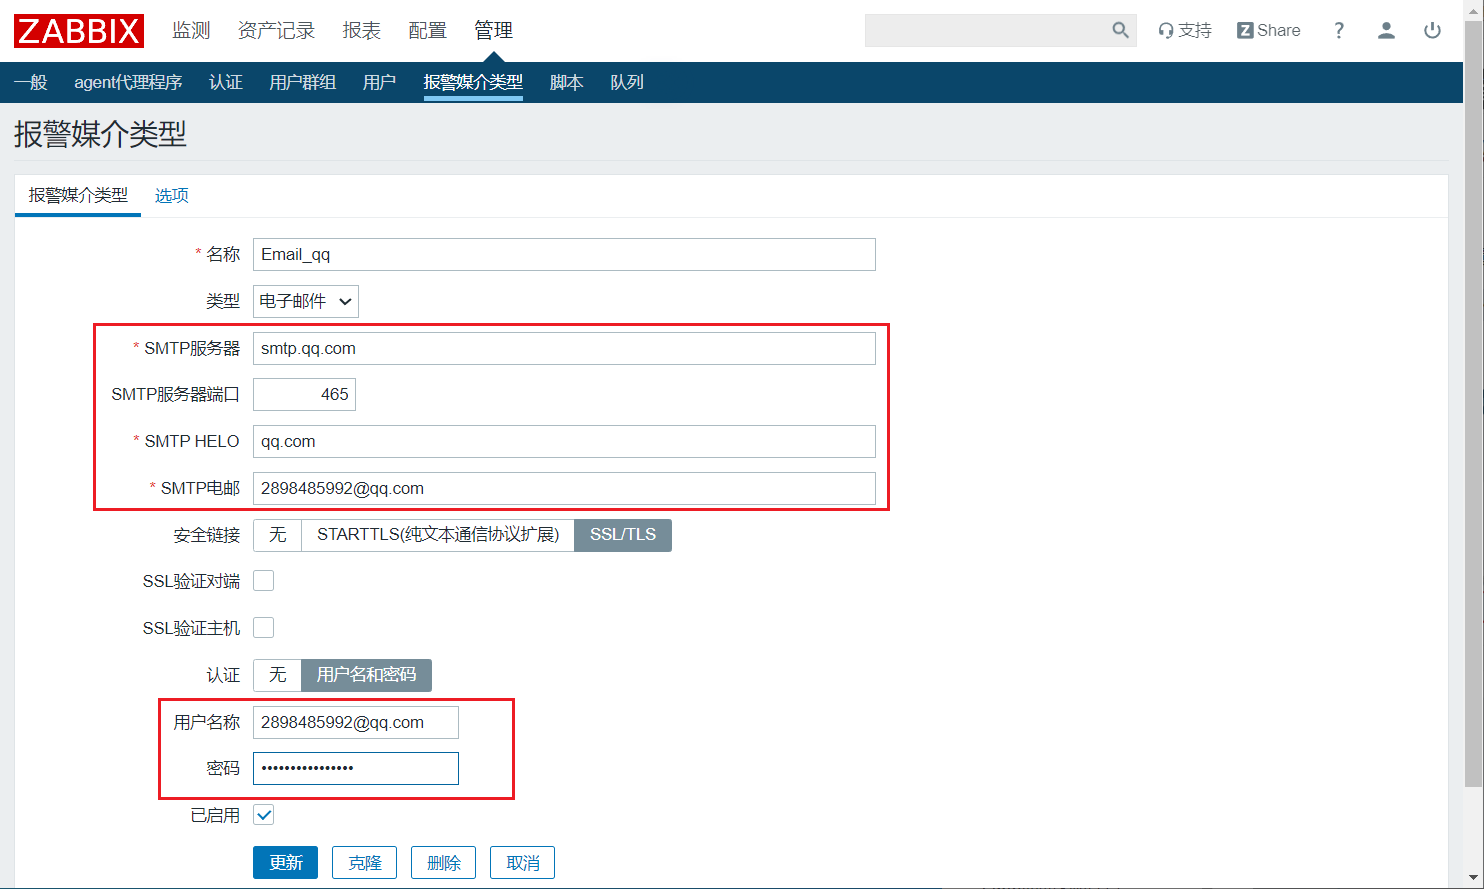 ZABBIX 监测 资产记录 报表 配置 管理 支持 Z Share ?
一般 agent代理程序 认证 用户群组 用户 报警媒介类型 脚本 队列
报警媒介类型
报警媒介类型 选项
* 名称 Email_qq
类型 电子邮件
* SMTP服务器 smtp.qq.com
SMTP服务器端口 465
* SMTP HELO qq.com
* SMTP电邮 2898485992@qq.com
安全链接 无 STARTTLS(纯文本通信协议扩展) SSL/TLS
SSL验证对端
SSL验证主机
认证 无 用户名和密码
用户名称 2898485992@qq.com
密码 ••••••••••••••••
已启用
更新 克隆 删除 取消